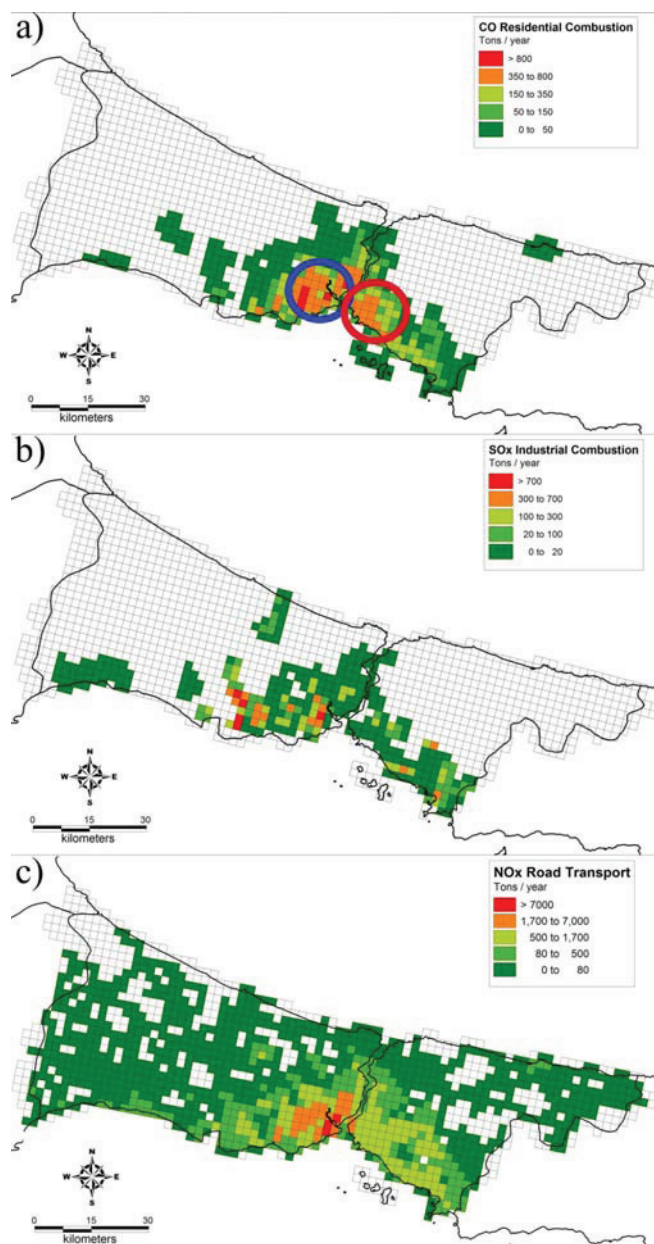 a)
CO Residential Combustion
Tons / year
> 800
350 to 800
150 to 350
50 to 150
0 to 50
N
W E
S
0 15 30
kilometers
b)
SOx Industrial Combustion
Tons / year
> 700
300 to 700
100 to 300
20 to 100
0 to 20
N
W E
S
0 15 30
kilometers
c)
NOx Road Transport
Tons / year
> 7000
1,700 to 7,000
500 to 1,700
80 to 500
0 to 80
N
W E
S
0 15 30
kilometers